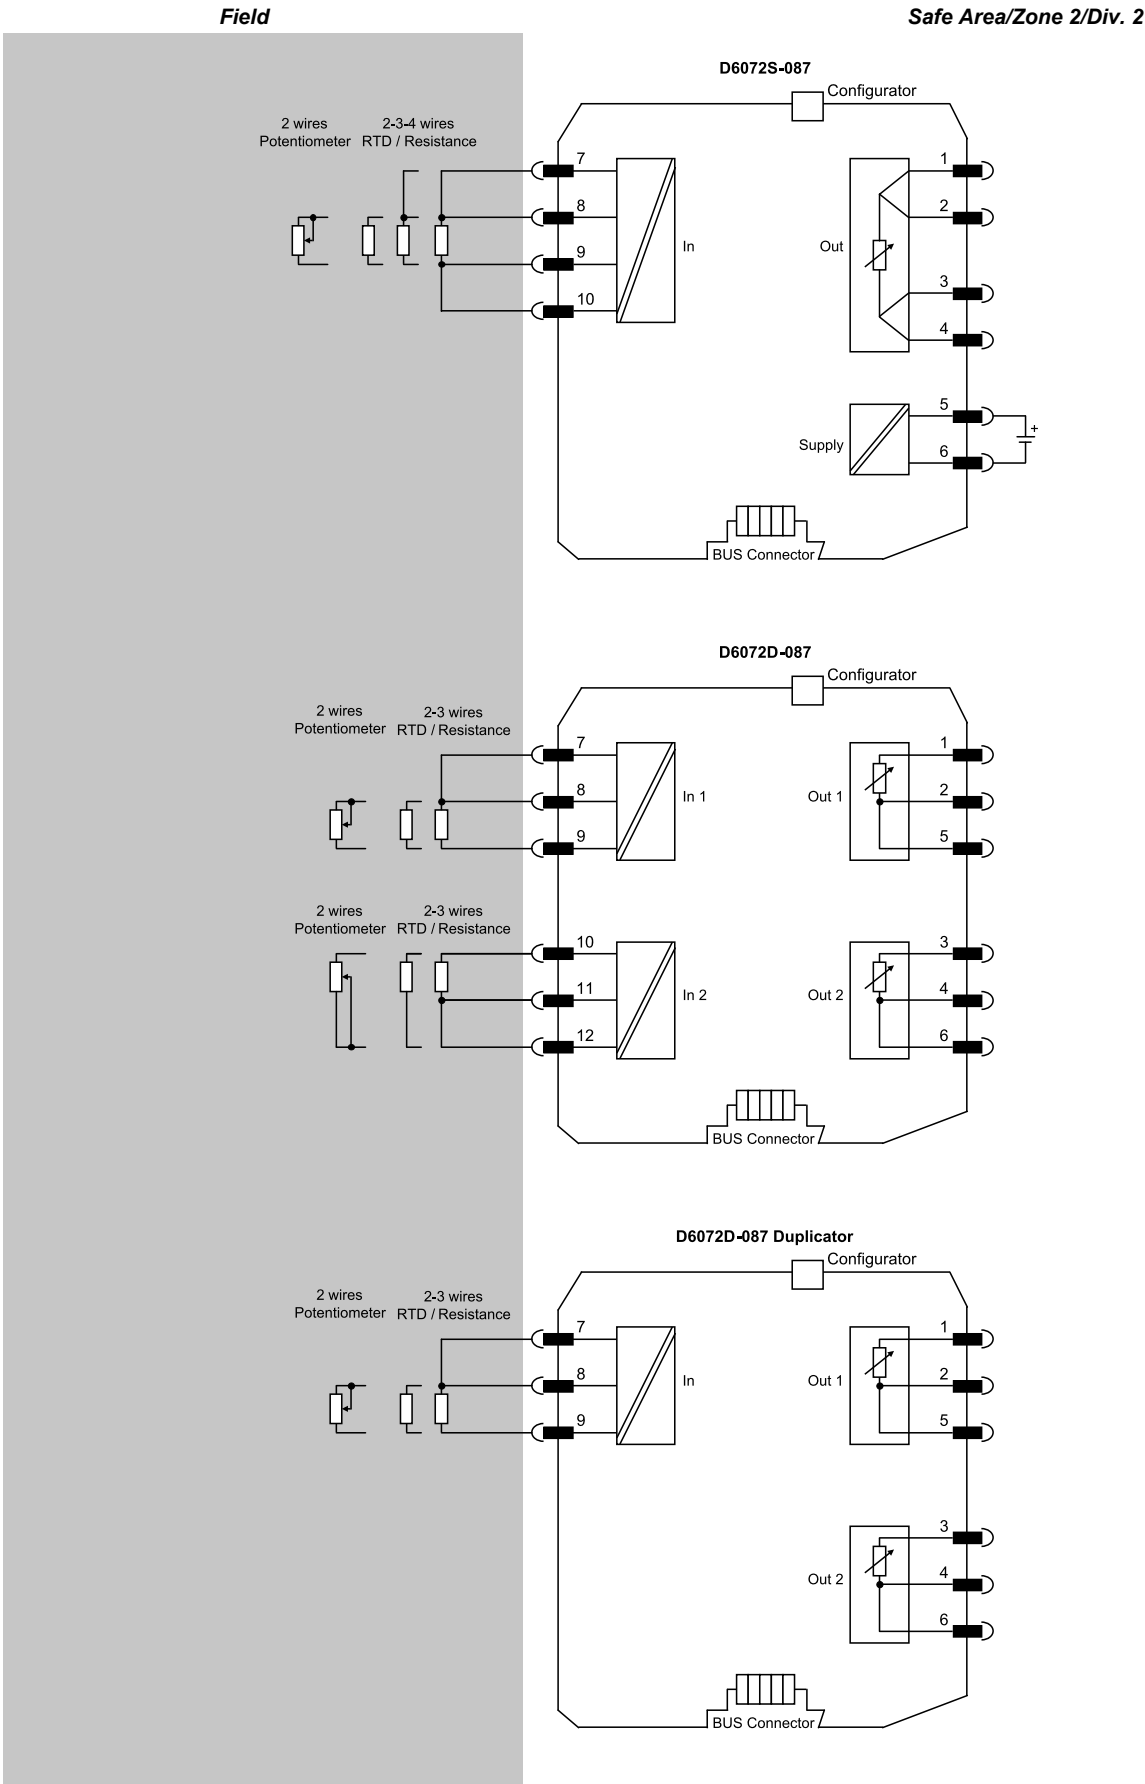 Field
Safe Area/Zone 2/Div. 2
D6072S-087
Configurator
2 wires
Potentiometer
2-3-4 wires
RTD / Resistance
7
8
9
10
In
Out
1
2
3
4
Supply
5
6
+
BUS Connector
D6072D-087
Configurator
2 wires
Potentiometer
2-3 wires
RTD / Resistance
7
8
9
In 1
Out 1
1
2
5
2 wires
Potentiometer
2-3 wires
RTD / Resistance
10
11
12
In 2
Out 2
3
4
6
BUS Connector
D6072D-087 Duplicator
Configurator
2 wires
Potentiometer
2-3 wires
RTD / Resistance
7
8
9
In
Out 1
1
2
5
Out 2
3
4
6
BUS Connector